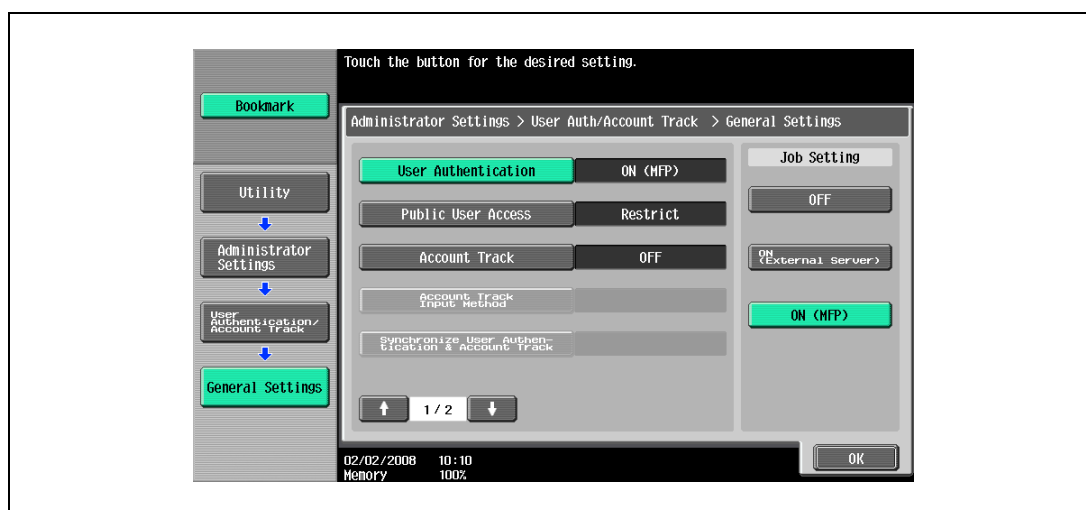 Touch the button for the desired setting.
Bookmark
Administrator Settings > User Auth/Account Track > General Settings
Utility
Administrator
Settings
User
Authentication/
Account Track
General Settings
User Authentication ON (MFP)
Public User Access Restrict
Account Track OFF
Account Track
Input Method
Synchronize User Authen-
tication & Account Track
1/2
Job Setting
OFF
ON
(External Server)
ON (MFP)
02/02/2008 10:10
Memory 100%
OK